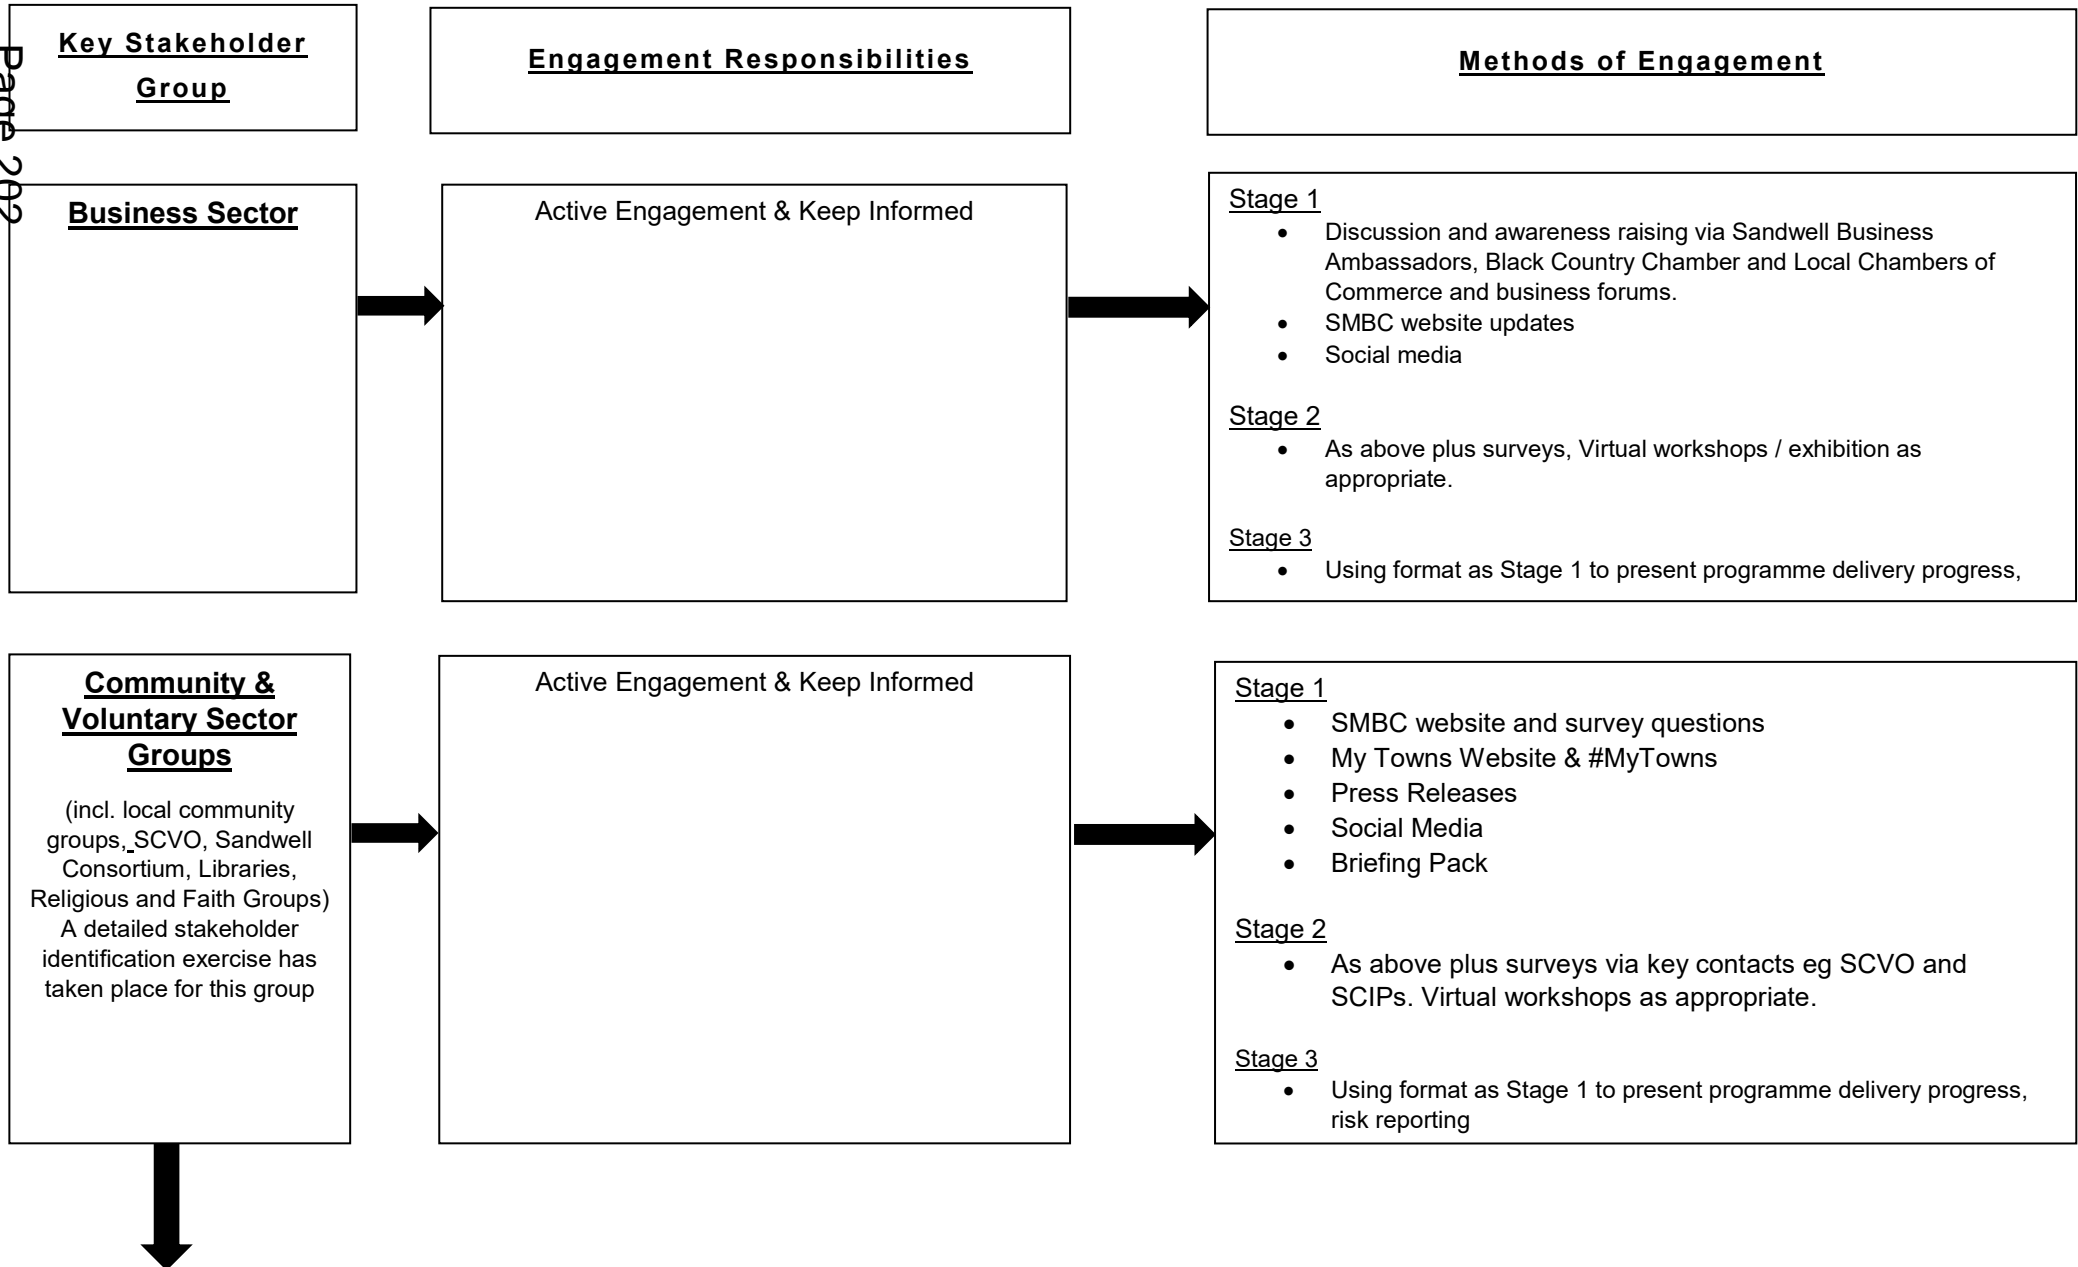 Page 202
Key Stakeholder
Group
Engagement Responsibilities
Methods of Engagement
Business Sector
Active Engagement & Keep Informed
Stage 1
• Discussion and awareness raising via Sandwell Business
Ambassadors, Black Country Chamber and Local Chambers of
Commerce and business forums.
• SMBC website updates
• Social media
Stage 2
• As above plus surveys, Virtual workshops / exhibition as
appropriate.
Stage 3
• Using format as Stage 1 to present programme delivery progress,
Community &
Voluntary Sector
Groups
(incl. local community
groups, SCVO, Sandwell
Consortium, Libraries,
Religious and Faith Groups)
A detailed stakeholder
identification exercise has
taken place for this group
Active Engagement & Keep Informed
Stage 1
• SMBC website and survey questions
• My Towns Website & #MyTowns
• Press Releases
• Social Media
• Briefing Pack
Stage 2
• As above plus surveys via key contacts eg SCVO and
SCIPs. Virtual workshops as appropriate.
Stage 3
• Using format as Stage 1 to present programme delivery progress,
risk reporting